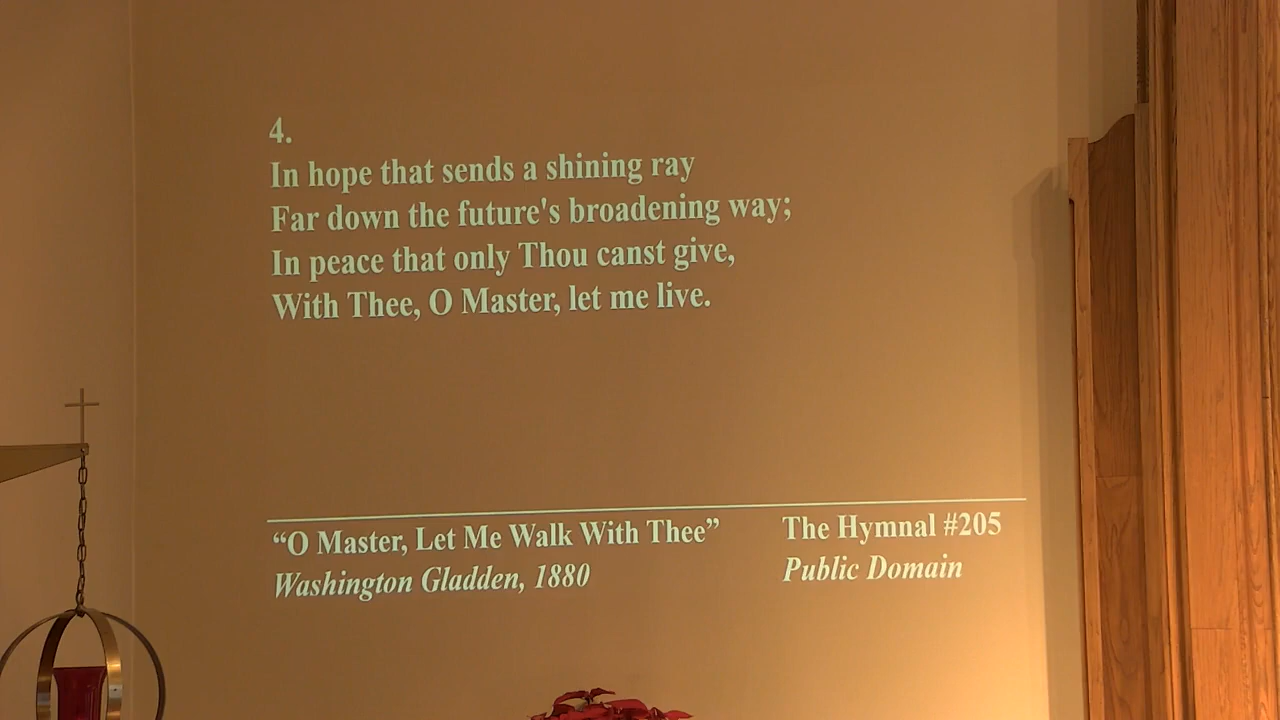 4.
In hope that sends a shining ray
Far down the future's broadening way;
In peace that only Thou canst give,
With Thee, O Master, let me live.
“O Master, Let Me Walk With Thee” The Hymnal #205
Washington Gladden, 1880 Public Domain